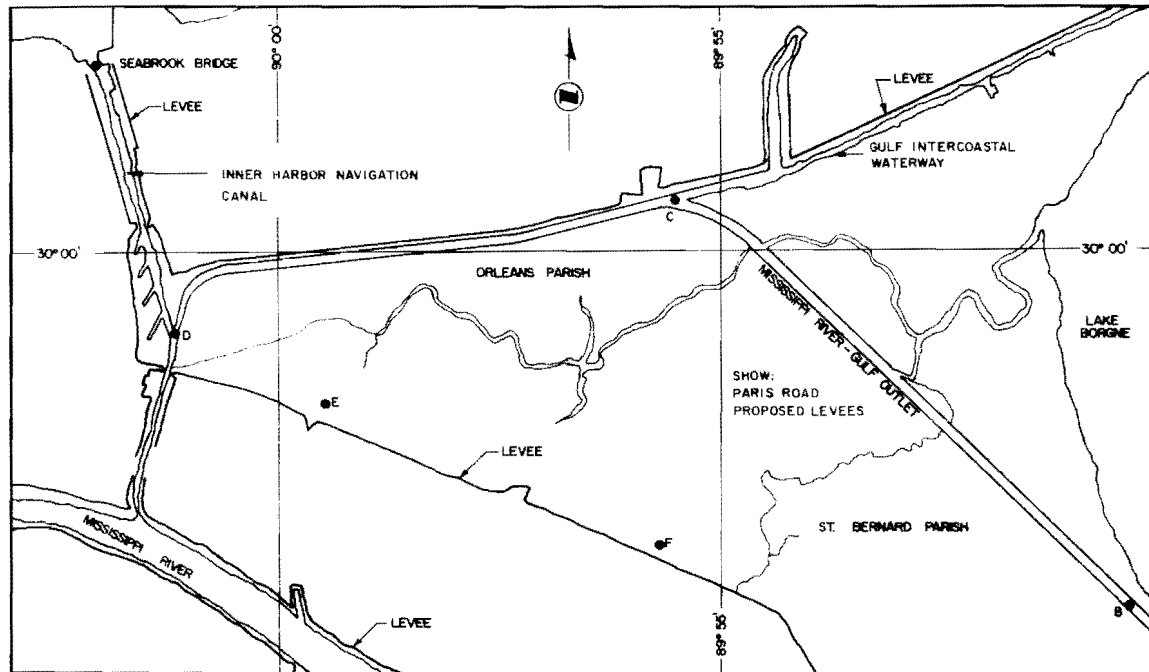 90° 00'
89° 55'
SEABROOK BRIDGE
LEVEE
LEVEE
GULF INTERCOASTAL
WATERWAY
INNER HARBOR NAVIGATION
CANAL
C
30° 00'
30° 00'
ORLEANS PARISH
MISSISSIPPI RIVER - GULF OUTLET
LAKE
BORGNE
D
SHOW:
PARIS ROAD
PROPOSED LEVEES
E
LEVEE
MISSISSIPPI RIVER
ST. BERNARD PARISH
F
B
LEVEE
90° 00'
89° 55'